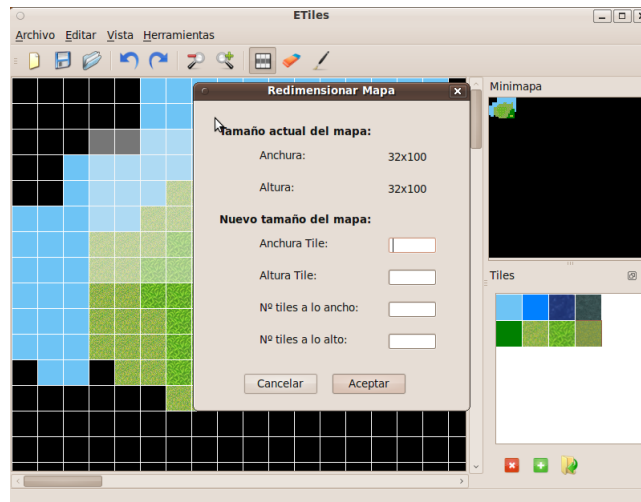 ETiles
Archivo Editar Vista Herramientas
Redimensionar Mapa
Tamaño actual del mapa:
Anchura: 32x100
Altura: 32x100
Nuevo tamaño del mapa:
Anchura Tile:
Altura Tile:
Nº tiles a lo ancho:
Nº tiles a lo alto:
Cancelar Aceptar
Minimapa
Tiles